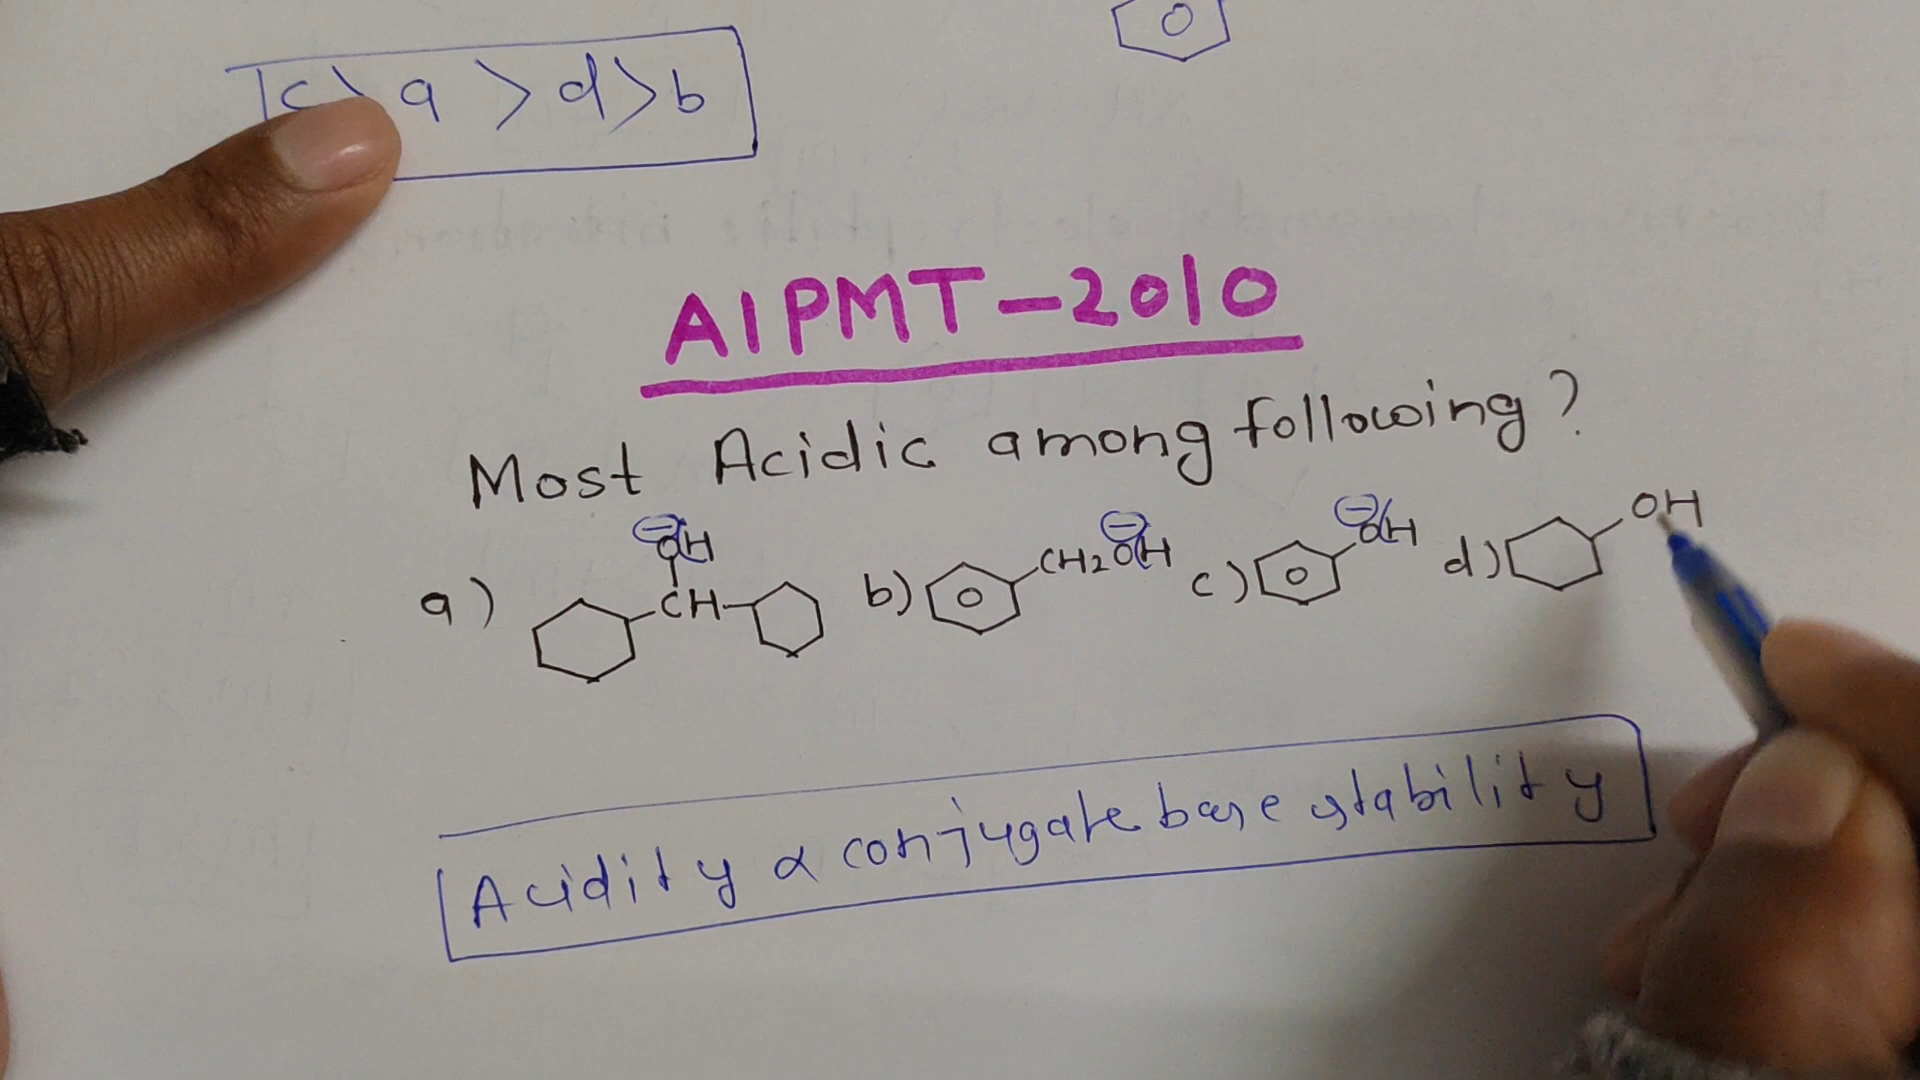 c > a > d > b
AIPMT-2010
Most Acidic among following?
a) OH CH b) CH2OH c) OH d) OH
Acidity α conjugate base stability